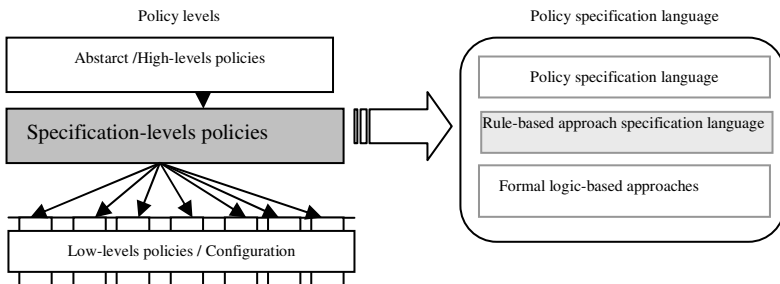 Policy levels
Abstarct /High-levels policies
Specification-levels policies
Low-levels policies / Configuration
Policy specification language
Policy specification language
Rule-based approach specification language
Formal logic-based approaches